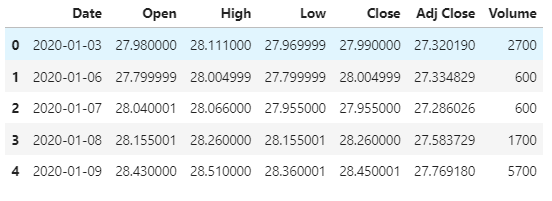 Date Open High Low Close Adj Close Volume
0 2020-01-03 27.980000 28.111000 27.969999 27.990000 27.320190 2700
1 2020-01-06 27.799999 28.004999 27.799999 28.004999 27.334829 600
2 2020-01-07 28.040001 28.066000 27.955000 27.955000 27.286026 600
3 2020-01-08 28.155001 28.260000 28.155001 28.260000 27.583729 1700
4 2020-01-09 28.430000 28.510000 28.360001 28.450001 27.769180 5700